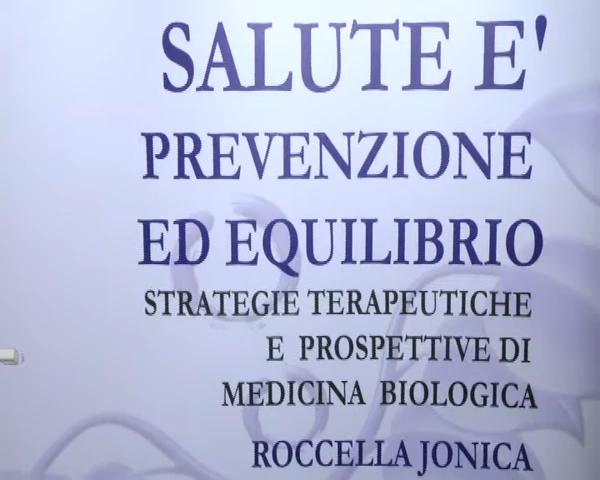 SALUTE E'
PREVENZIONE
ED EQUILIBRIO
STRATEGIE TERAPEUTICHE
E PROSPETTIVE DI
MEDICINA BIOLOGICA
ROCCELLA JONICA